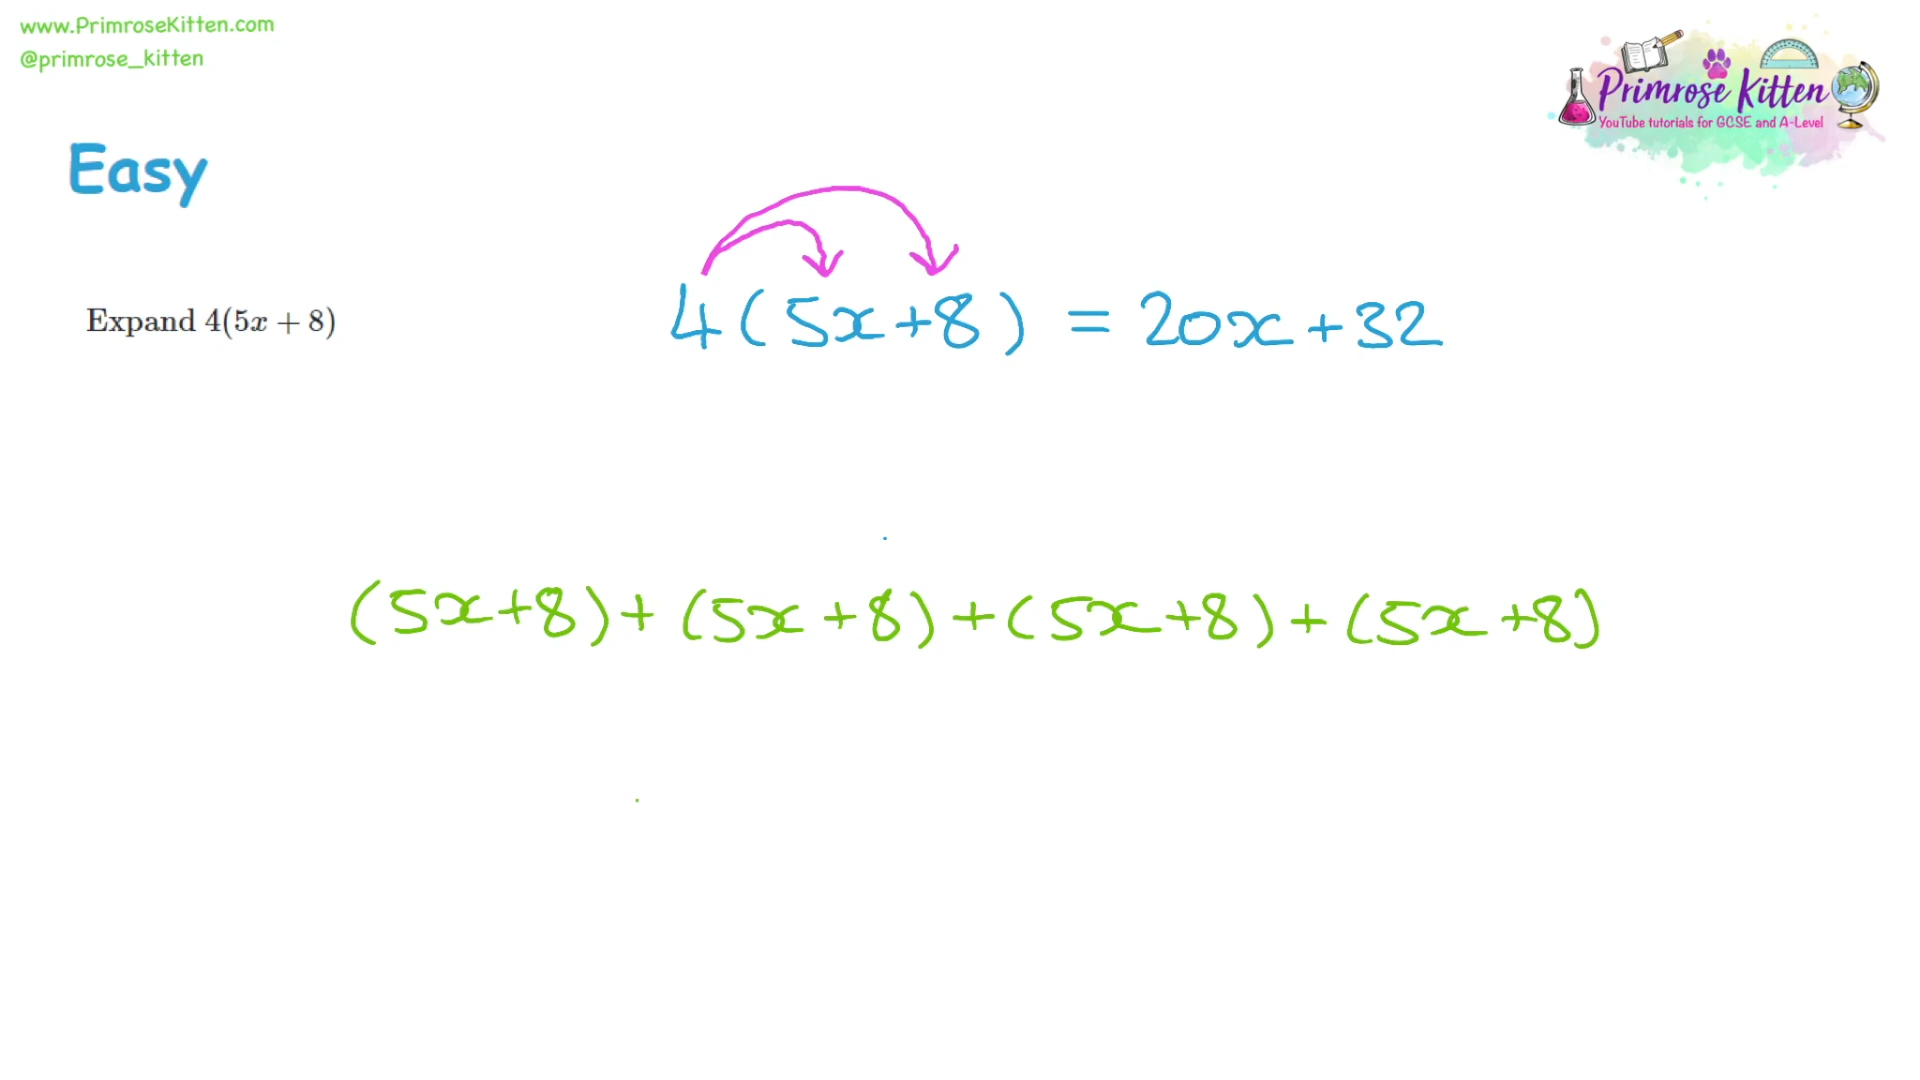 www.PrimroseKitten.com
@primrose_kitten
Primrose Kitten
YouTube tutorials for GCSE and A-Level
Easy
Expand 4(5x + 8)
4(5x+8) = 20x+32
(5x+8)+(5x+8)+(5x+8)+(5x+8)